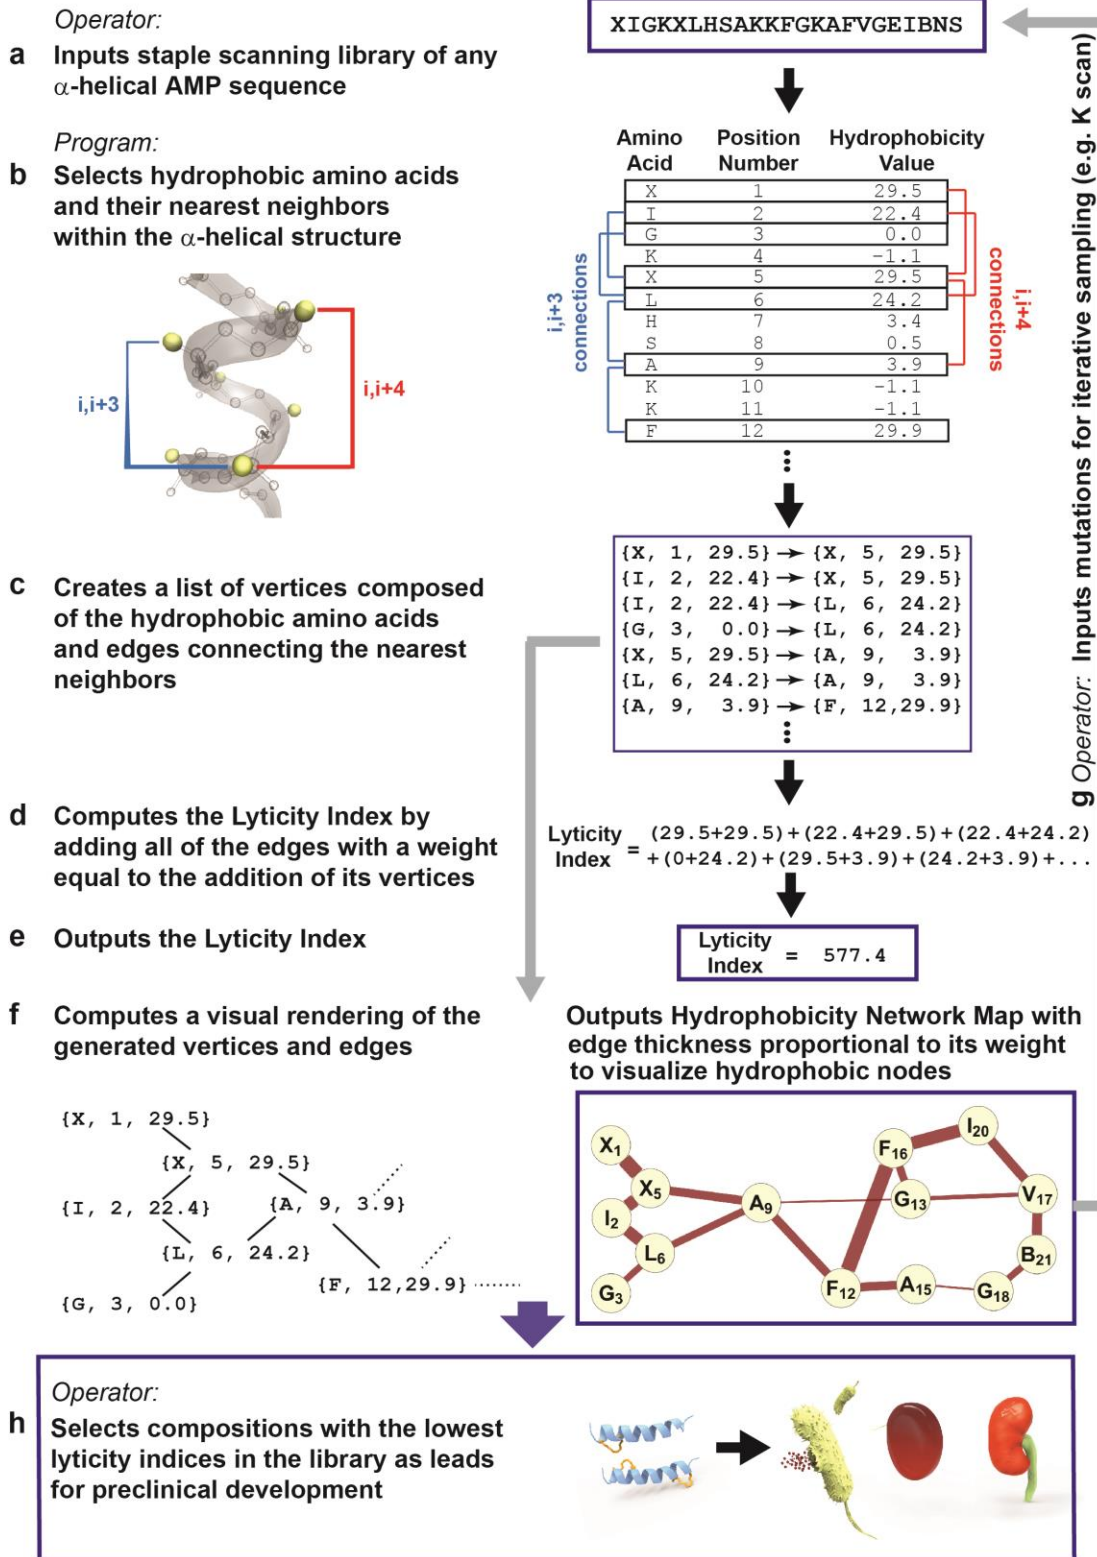 Operator:
a Inputs staple scanning library of any
α-helical AMP sequence
XIGKXLHSAKKFGKAFVGEIBNS
Program:
b Selects hydrophobic amino acids
and their nearest neighbors
within the α-helical structure
i,i+3
i,i+4
Amino Position Hydrophobicity
Acid Number Value
X 1 29.5
I 2 22.4
G 3 0.0
K 4 -1.1
X 5 29.5
L 6 24.2
H 7 3.4
S 8 0.5
A 9 3.9
K 10 -1.1
K 11 -1.1
F 12 29.9
i,i+3
connections
i,i+4
connections
c Creates a list of vertices composed
of the hydrophobic amino acids
and edges connecting the nearest
neighbors
{X, 1, 29.5} → {X, 5, 29.5}
{I, 2, 22.4} → {X, 5, 29.5}
{I, 2, 22.4} → {L, 6, 24.2}
{G, 3, 0.0} → {L, 6, 24.2}
{X, 5, 29.5} → {A, 9, 3.9}
{L, 6, 24.2} → {A, 9, 3.9}
{A, 9, 3.9} → {F, 12,29.9}
d Computes the Lyticity Index by
adding all of the edges with a weight
equal to the addition of its vertices
Lyticity Index = (29.5+29.5)+(22.4+29.5)+(22.4+24.2)
+(0+24.2)+(29.5+3.9)+(24.2+3.9)+...
e Outputs the Lyticity Index
Lyticity Index = 577.4
f Computes a visual rendering of the
generated vertices and edges
{X, 1, 29.5}
{X, 5, 29.5}
{I, 2, 22.4}
{A, 9, 3.9}
{L, 6, 24.2}
{F, 12,29.9}
{G, 3, 0.0}
Outputs Hydrophobicity Network Map with
edge thickness proportional to its weight
to visualize hydrophobic nodes
X1
X5
I2
L6
G3
A9
F12
A15
G18
B21
V17
G13
F16
I20
g Operator: Inputs mutations for iterative sampling (e.g. K scan)
Operator:
h Selects compositions with the lowest
lyticity indices in the library as leads
for preclinical development